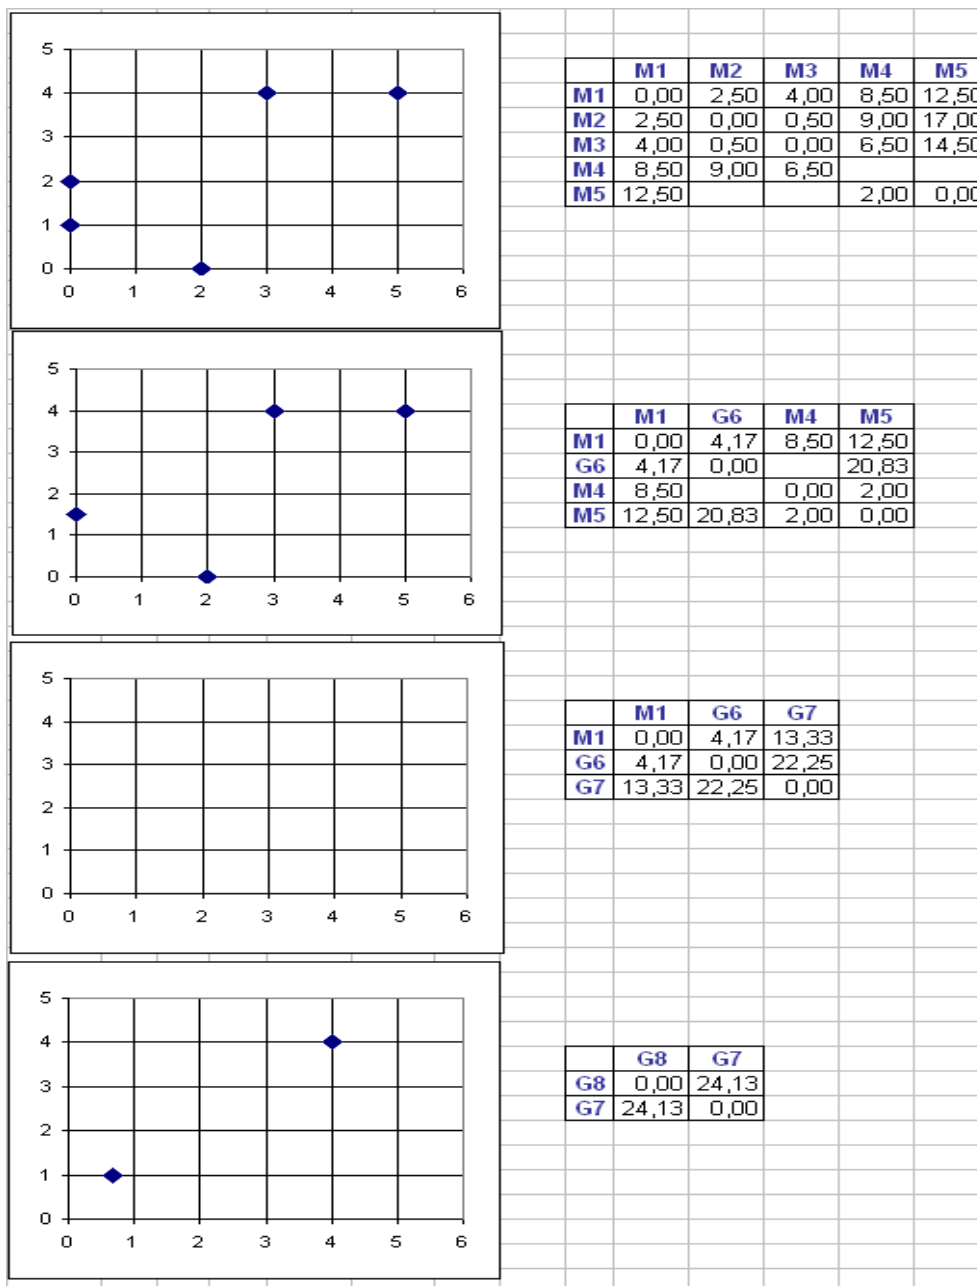 5
4
3
2
1
0
0 1 2 3 4 5 6
M1 M2 M3 M4 M5
M1 0,00 2,50 4,00 8,50 12,50
M2 2,50 0,00 0,50 9,00 17,00
M3 4,00 0,50 0,00 6,50 14,50
M4 8,50 9,00 6,50
M5 12,50 2,00 0,00
5
4
3
2
1
0
0 1 2 3 4 5 6
M1 G6 M4 M5
M1 0,00 4,17 8,50 12,50
G6 4,17 0,00 20,83
M4 8,50 0,00 2,00
M5 12,50 20,83 2,00 0,00
5
4
3
2
1
0
0 1 2 3 4 5 6
M1 G6 G7
M1 0,00 4,17 13,33
G6 4,17 0,00 22,25
G7 13,33 22,25 0,00
5
4
3
2
1
0
0 1 2 3 4 5 6
G8 G7
G8 0,00 24,13
G7 24,13 0,00